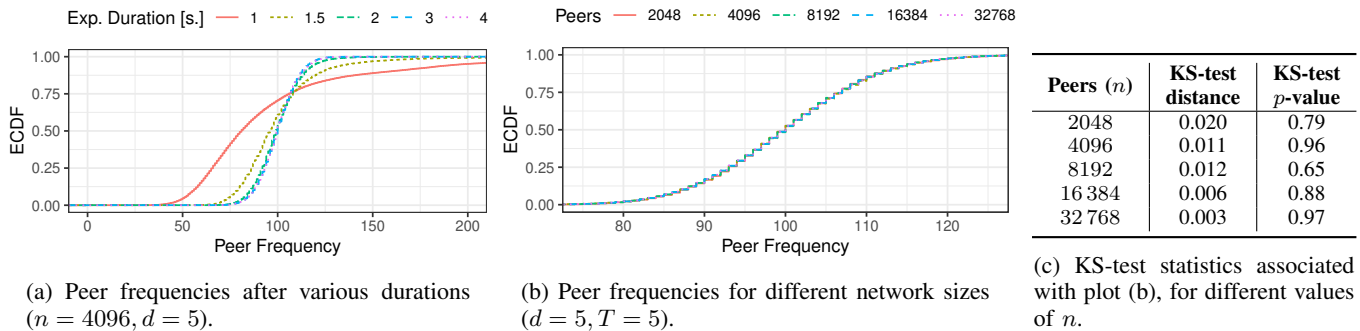 Exp. Duration [s.] 1 1.5 2 3 4
ECDF
1.00
0.75
0.50
0.25
0.00
0 50 100 150 200
Peer Frequency
(a) Peer frequencies after various durations
(n = 4096, d = 5).
Peers 2048 4096 8192 16384 32768
ECDF
1.00
0.75
0.50
0.25
0.00
80 90 100 110 120
Peer Frequency
(b) Peer frequencies for different network sizes
(d = 5, T = 5).
Peers (n) KS-test distance KS-test p-value
2048 0.020 0.79
4096 0.011 0.96
8192 0.012 0.65
16 384 0.006 0.88
32 768 0.003 0.97
(c) KS-test statistics associated
with plot (b), for different values
of n.